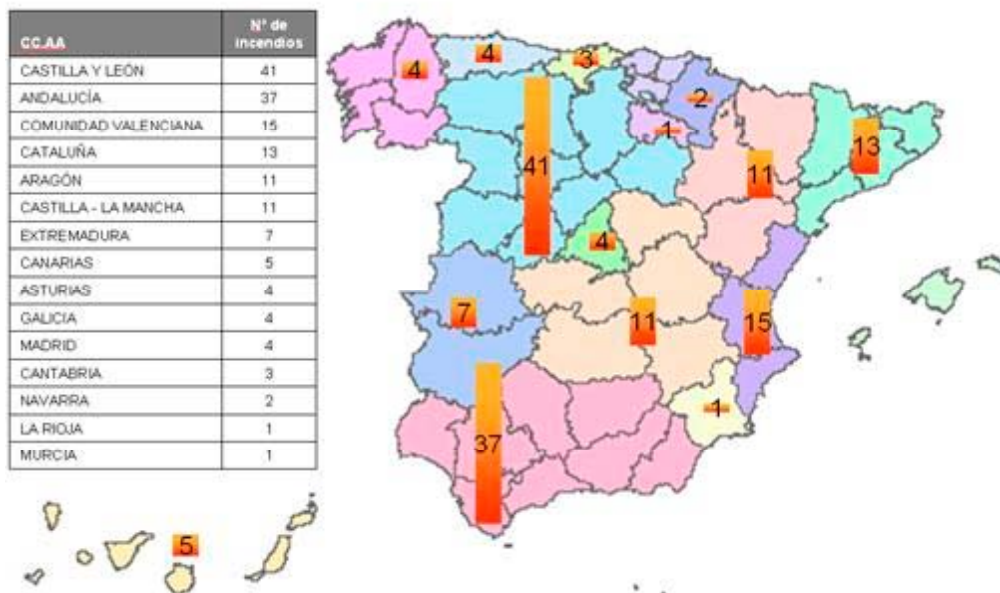 CC.AA Nº de incendios
CASTILLA Y LEÓN 41
ANDALUCÍA 37
COMUNIDAD VALENCIANA 15
CATALUÑA 13
ARAGÓN 11
CASTILLA - LA MANCHA 11
EXTREMADURA 7
CANARIAS 5
ASTURIAS 4
GALICIA 4
MADRID 4
CANTABRIA 3
NAVARRA 2
LA RIOJA 1
MURCIA 1
4
4
3
2
1
41
11
13
4
7
11
15
1
37
5